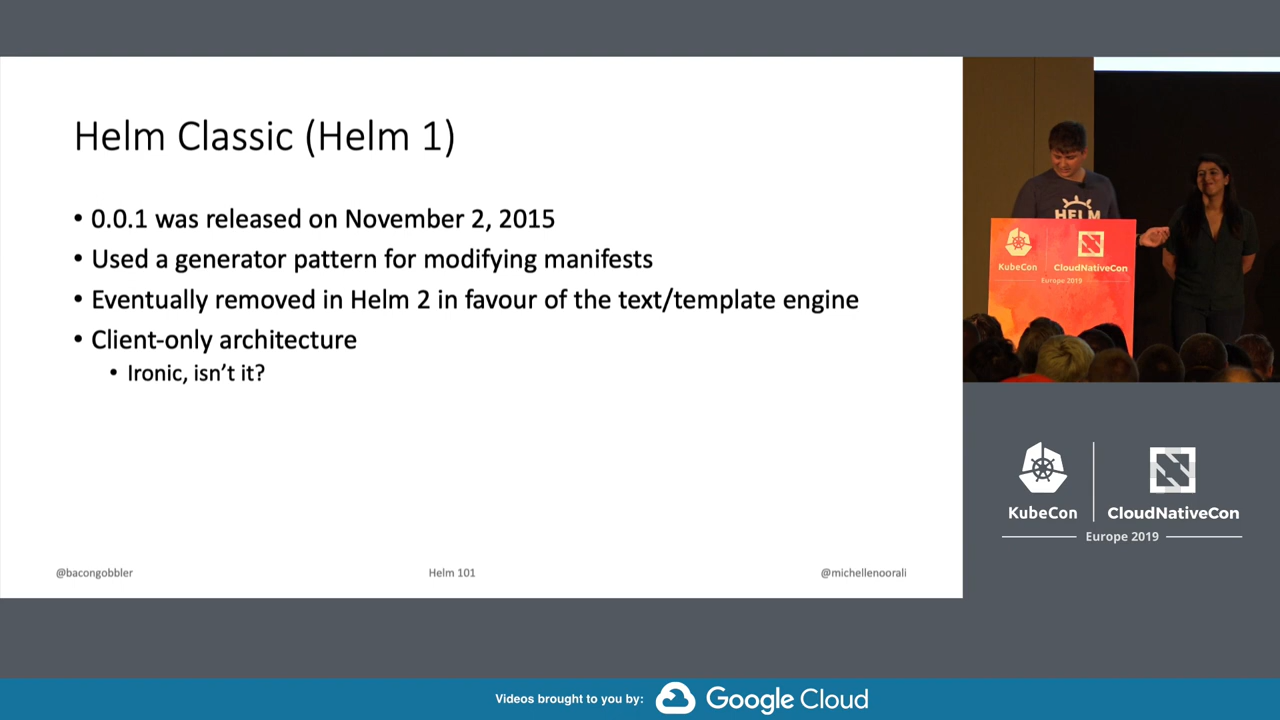 Helm Classic (Helm 1)
• 0.0.1 was released on November 2, 2015
• Used a generator pattern for modifying manifests
• Eventually removed in Helm 2 in favour of the text/template engine
• Client-only architecture
• Ironic, isn't it?
@bacongobbler
Helm 101
@michellenoorali
HELM
KubeCon
CloudNativeCon
Europe 2019
KubeCon
CloudNativeCon
Europe 2019
Videos brought to you by:
Google Cloud